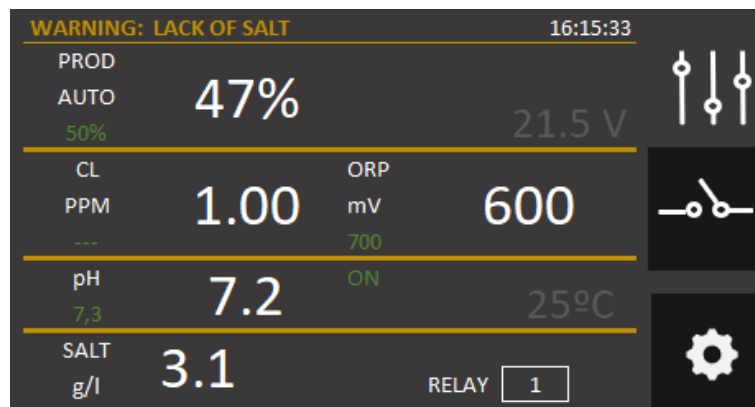 WARNING: LACK OF SALT 16:15:33
PROD
AUTO 47%
50% 21.5 V
CL ORP
PPM 1.00 mV 600
--- 700
pH 7.2 ON
7,3 25ºC
SALT 3.1
g/l RELAY 1